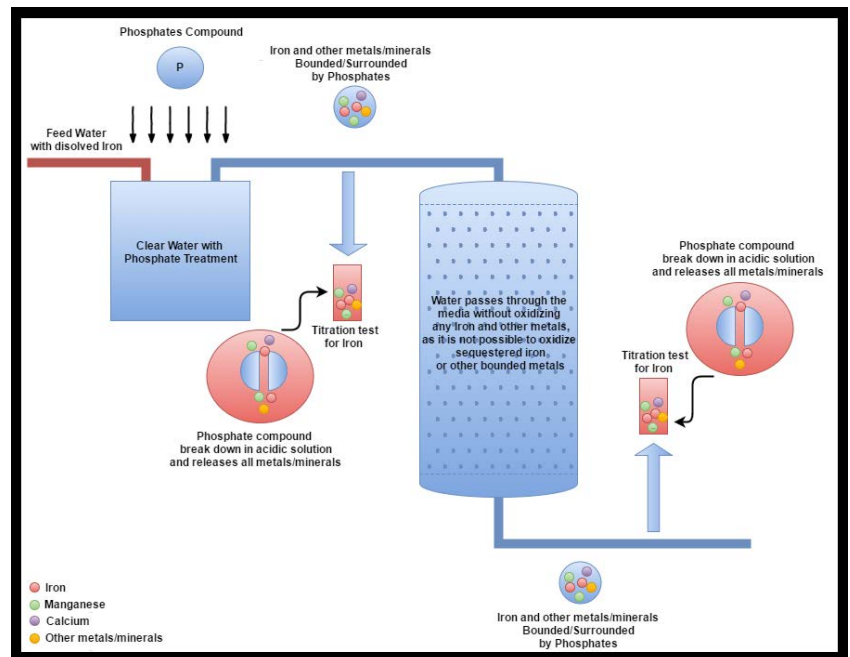 Phosphates Compound
P
Iron and other metals/minerals
Bounded/Surrounded
by Phosphates
Feed Water
with disolved Iron
Clear Water with
Phosphate Treatment
Titration test
for Iron
Phosphate compound
break down in acidic solution
and releases all metals/minerals
Water passes through the
media without oxidizing
any Iron and other metals,
as it is not possible to oxidize
sequestered iron
or other bounded metals
Phosphate compound
break down in acidic solution
and releases all metals/minerals
Titration test
for Iron
Iron and other metals/minerals
Bounded/Surrounded
by Phosphates
Iron
Manganese
Calcium
Other metals/minerals